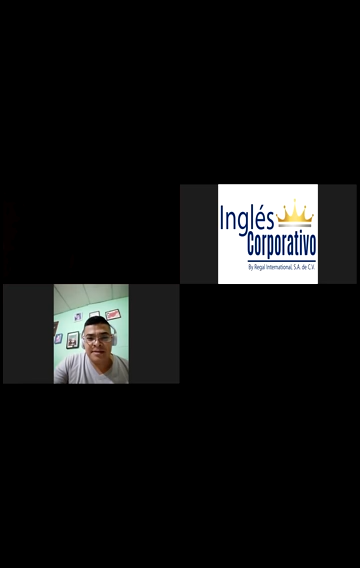 Inglés
Corporativo
By Regal International, S.A. de C.V.